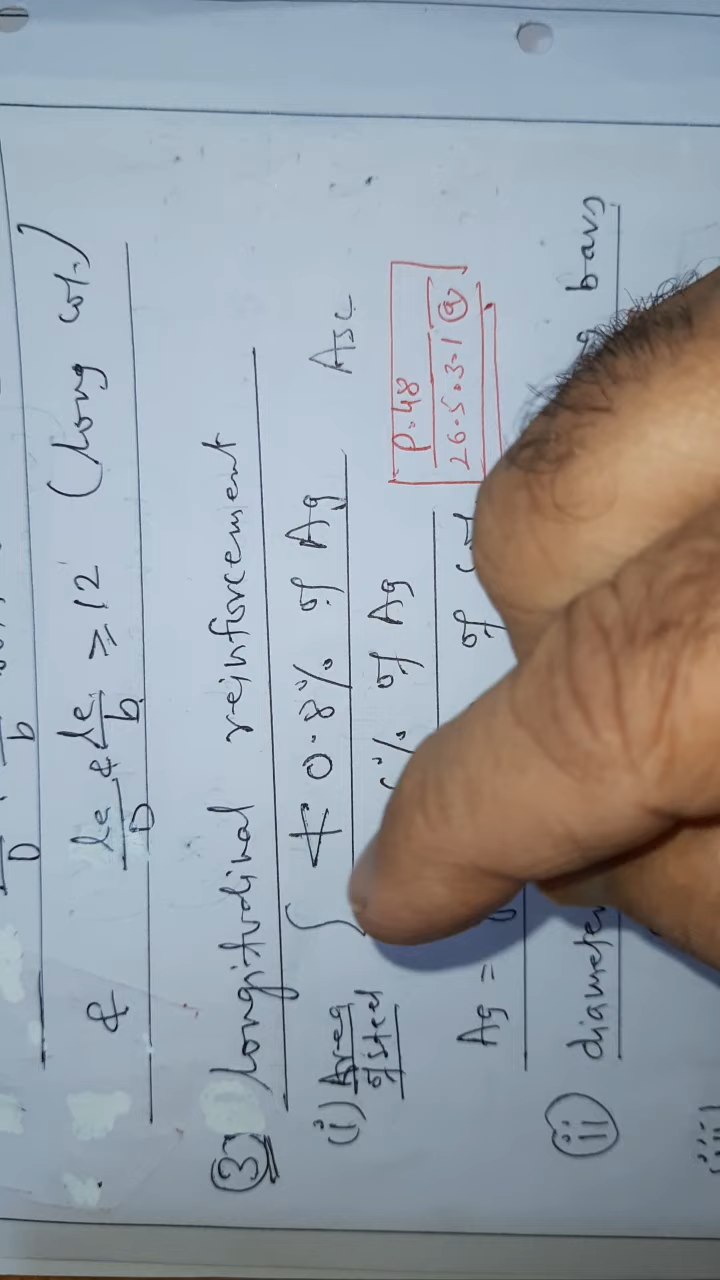 & le/D & le/b ≥ 12 (long col.)
(3) longitudinal reinforcement
(i) Area of steel { ≮ 0.8% of Ag Asc
% of Ag
P.48
26.5.3.1 (a)
Ag = of
(ii) diameter bars